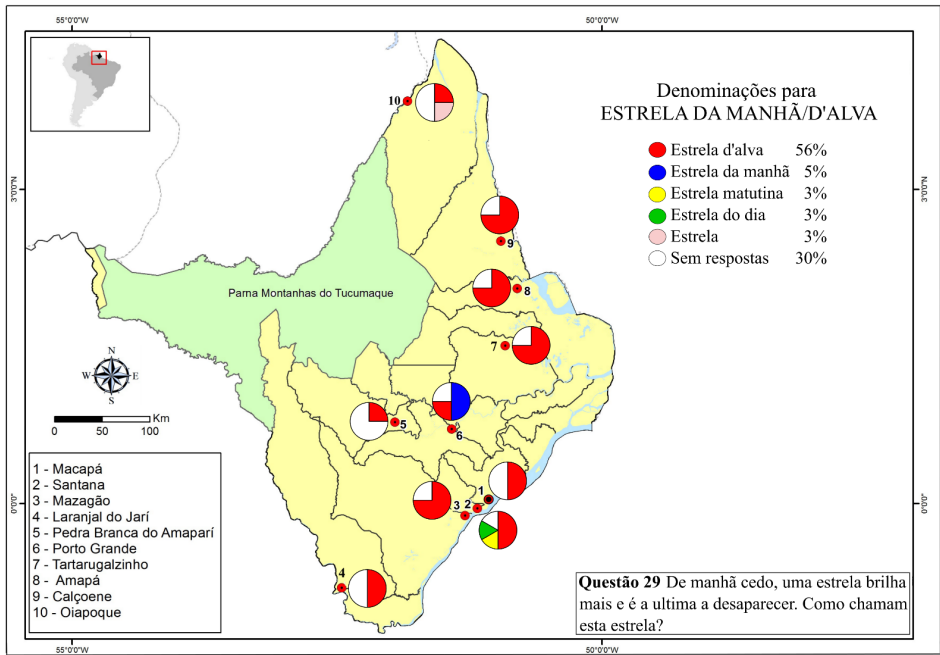 55°0'0"W
50°0'0"W
Denominações para
ESTRELA DA MANHÃ/D'ALVA
Estrela d'alva 56%
Estrela da manhã 5%
Estrela matutina 3%
Estrela do dia 3%
Estrela 3%
Sem respostas 30%
10
3°0'0"N
3°0'0"N
9
8
Parna Montanhas do Tucumaque
7
N
W E
S
Km
0 50 100
5
6
1
2
3
4
0°0'0"
0°0'0"
1 - Macapá
2 - Santana
3 - Mazagão
4 - Laranjal do Jarí
5 - Pedra Branca do Amaparí
6 - Porto Grande
7 - Tartarugalzinho
8 - Amapá
9 - Calçoene
10 - Oiapoque
Questão 29 De manhã cedo, uma estrela brilha
mais e é a ultima a desaparecer. Como chamam
esta estrela?
55°0'0"W
50°0'0"W